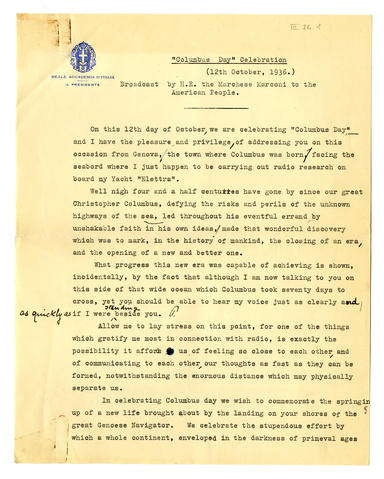 III 26. 1
REALE ACCADEMIA D'ITALIA
IL PRESIDENTE
"Columbus Day" Celebration
(12th October, 1936.)
Broadcast by H.E. the Marchese Marconi to the
American People.
On this 12th day of October, we are celebrating "Columbus Day"
and I have the pleasure and privilege, of addressing you on this
occasion from Genova, /the town where Columbus was born/ facing the
seabord where I just happen to be carrying out radio research on
board my Yacht "Elettra".
Well nigh four and a half centuries have gone by since our great
Christopher Columbus, defying the risks and perils of the unknown
highways of the sea, led throughout his eventful errand by
unshakable faith in his own ideas, made that wonderful discovery
which was to mark, in the history of mankind, the closing of an era,
and the opening of a new and better one.
What progress this new era was capable of achieving is shown,
incidentally, by the fact that although I am now talking to you on
this side of that wide ocean which Columbus took seventy days to
cross, yet you should be able to hear my voice just as clearly and
as quickly as if I were standing beside you.
Allow me to lay stress on this point, for one of the things
which gratify most in connection with radio, is exactly the
possibility it affords us of feeling so close to each other, and
of communicating to each other, our thoughts as fast as they can be
formed, notwithstanding the enormous distance which may physically
separate us.
In celebrating Columbus day we wish to commemorate the springing
up of a new life brought about by the landing on your shores of the
great Genoese Navigator. We celebrate the stupendous effort by
which a whole continent, enveloped in the darkness of primeval ages